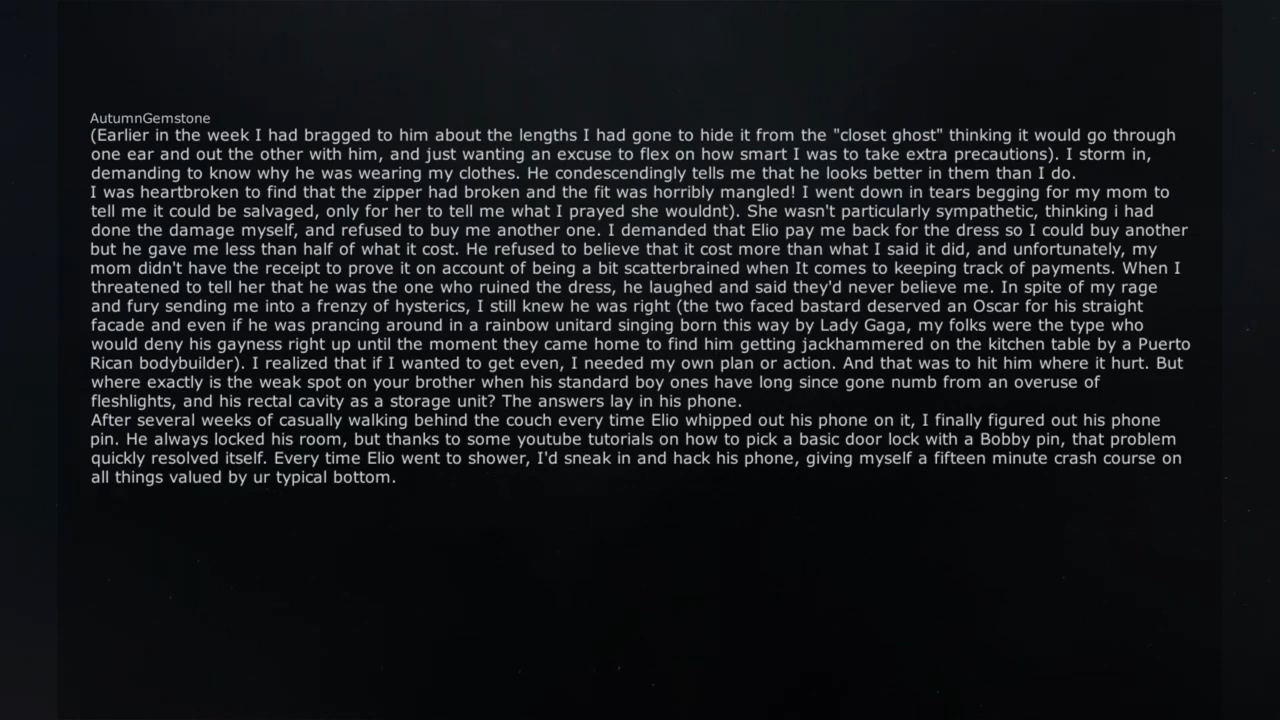 AutumnGemstone
(Earlier in the week I had bragged to him about the lengths I had gone to hide it from the "closet ghost" thinking it would go through
one ear and out the other with him, and just wanting an excuse to flex on how smart I was to take extra precautions). I storm in,
demanding to know why he was wearing my clothes. He condescendingly tells me that he looks better in them than I do.
I was heartbroken to find that the zipper had broken and the fit was horribly mangled! I went down in tears begging for my mom to
tell me it could be salvaged, only for her to tell me what I prayed she wouldnt). She wasn't particularly sympathetic, thinking i had
done the damage myself, and refused to buy me another one. I demanded that Elio pay me back for the dress so I could buy another
but he gave me less than half of what it cost. He refused to believe that it cost more than what I said it did, and unfortunately, my
mom didn't have the receipt to prove it on account of being a bit scatterbrained when It comes to keeping track of payments. When I
threatened to tell her that he was the one who ruined the dress, he laughed and said they'd never believe me. In spite of my rage
and fury sending me into a frenzy of hysterics, I still knew he was right (the two faced bastard deserved an Oscar for his straight
facade and even if he was prancing around in a rainbow unitard singing born this way by Lady Gaga, my folks were the type who
would deny his gayness right up until the moment they came home to find him getting jackhammered on the kitchen table by a Puerto
Rican bodybuilder). I realized that if I wanted to get even, I needed my own plan or action. And that was to hit him where it hurt. But
where exactly is the weak spot on your brother when his standard boy ones have long since gone numb from an overuse of
fleshlights, and his rectal cavity as a storage unit? The answers lay in his phone.
After several weeks of casually walking behind the couch every time Elio whipped out his phone on it, I finally figured out his phone
pin. He always locked his room, but thanks to some youtube tutorials on how to pick a basic door lock with a Bobby pin, that problem
quickly resolved itself. Every time Elio went to shower, I'd sneak in and hack his phone, giving myself a fifteen minute crash course on
all things valued by ur typical bottom.